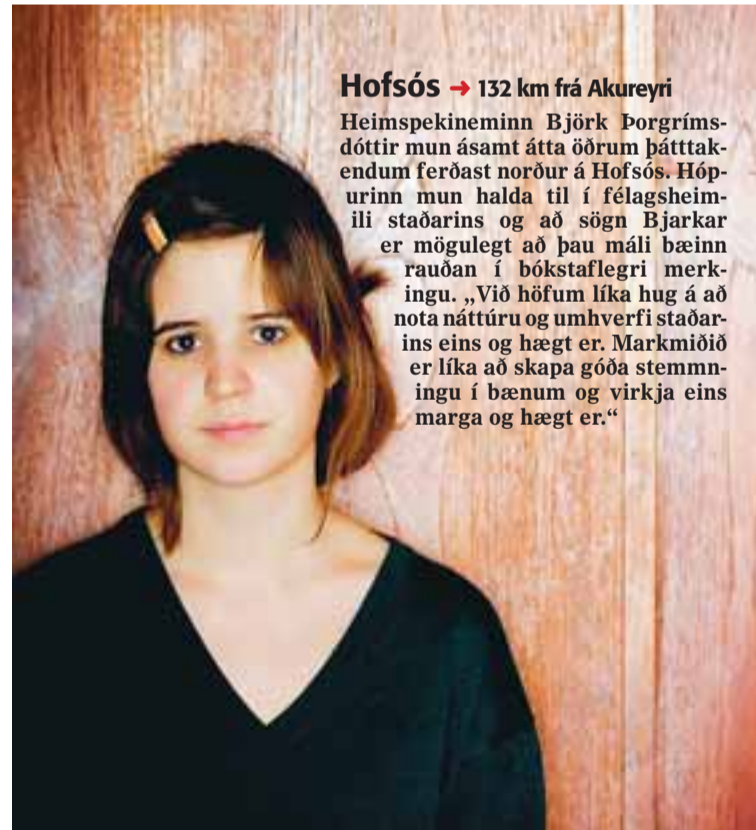 Hofsós → 132 km frá Akureyri
Heimspekineminn Björk Þorgríms-
dóttir mun ásamt átta öðrum þátttak-
endum ferðast norður á Hofsós. Hóp-
urinn mun halda til í félagsheim-
ili staðarins og að sögn Bjarkar
er mögulegt að þau máli bæinn
rauðan í bókstaflegri merk-
ingu. „Við höfum líka hug á að
nota náttúru og umhverfi staðar-
ins eins og hægt er. Markmiðið
er líka að skapa góða stemmn-
ingu í bænum og virkja eins
marga og hægt er.“